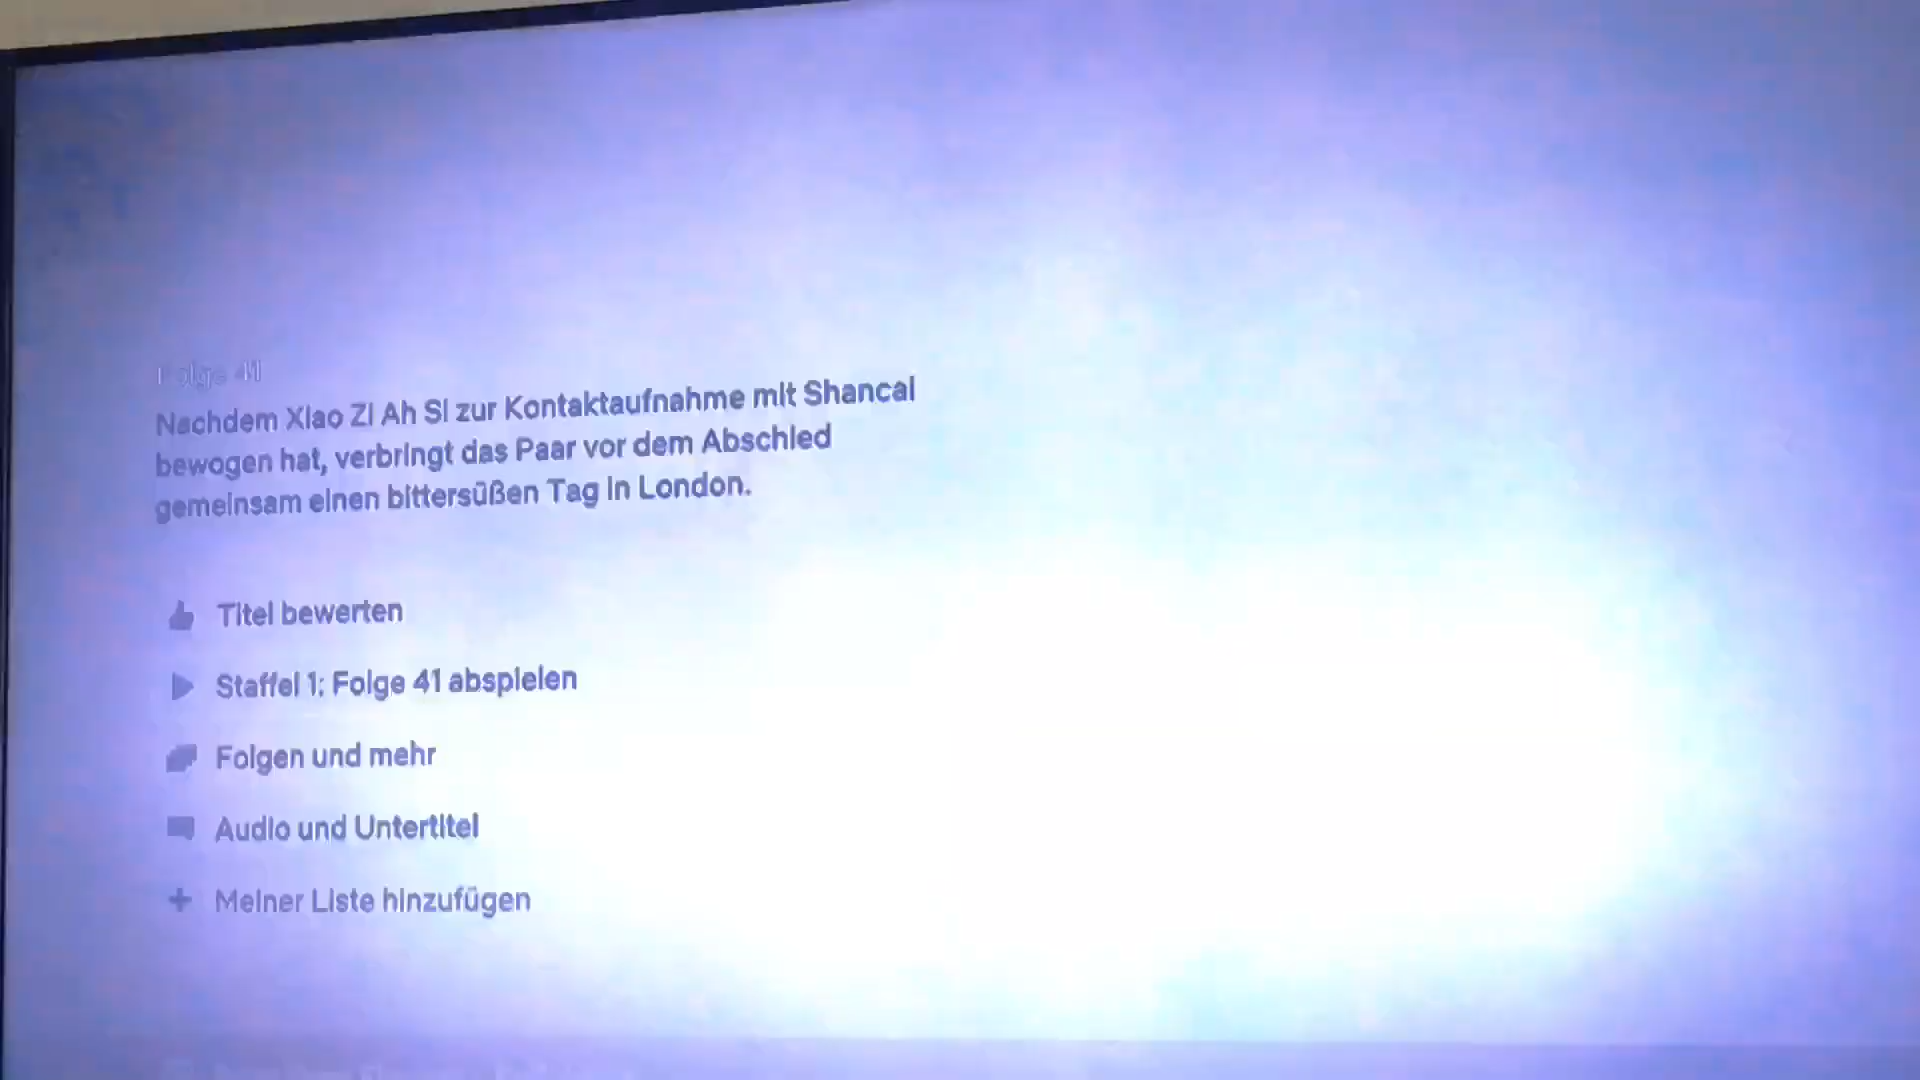 Folge 41
Nachdem Xiao Zi Ah Si zur Kontaktaufnahme mit Shancai
bewogen hat, verbringt das Paar vor dem Abschied
gemeinsam einen bittersüßen Tag in London.
Titel bewerten
Staffel 1: Folge 41 abspielen
Folgen und mehr
Audio und Untertitel
Meiner Liste hinzufügen